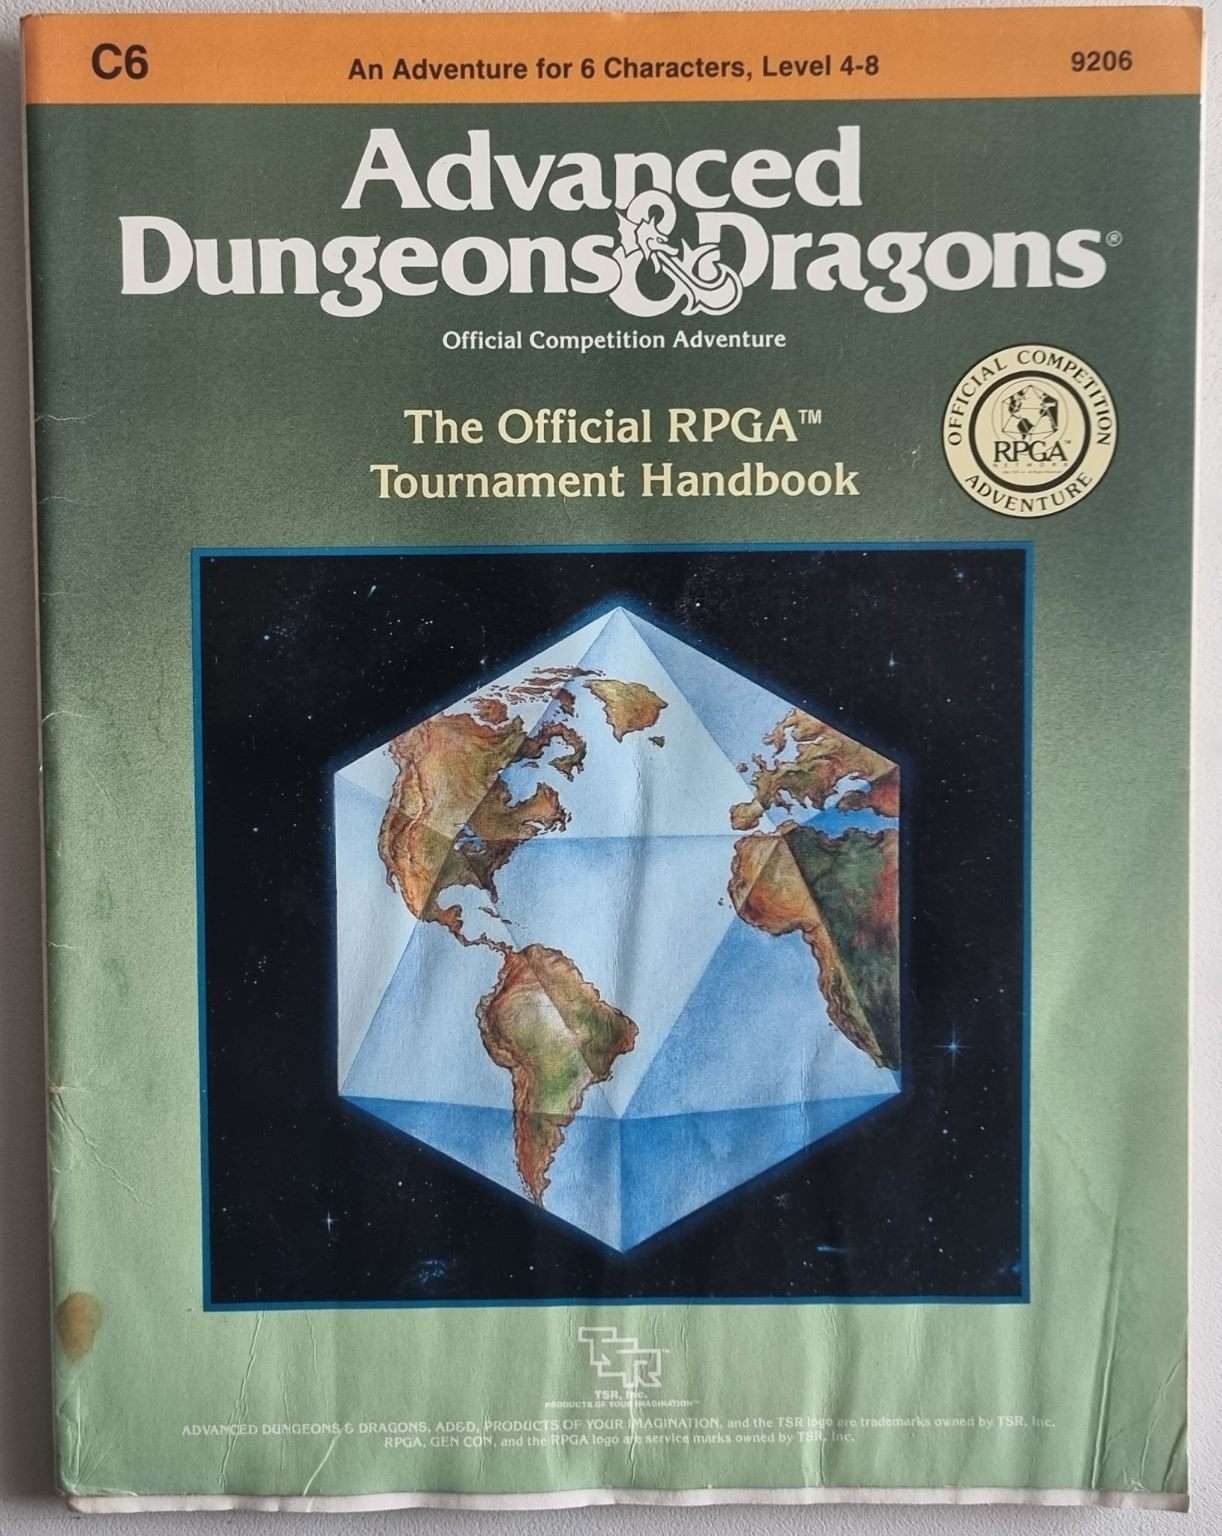 C6
An Adventure for 6 Characters, Level 4-8
9206
Advanced
Dungeons & Dragons®
Official Competition Adventure
The Official RPGA™
Tournament Handbook
OFFICIAL COMPETITION
RPGA™
NETWORK
ADVENTURE
TSR™
TSR, Inc.
PRODUCTS OF YOUR IMAGINATION™
ADVANCED DUNGEONS & DRAGONS, AD&D, PRODUCTS OF YOUR IMAGINATION, and the TSR logo are trademarks owned by TSR, Inc.
RPGA, GEN CON, and the RPGA logo are service marks owned by TSR, Inc.